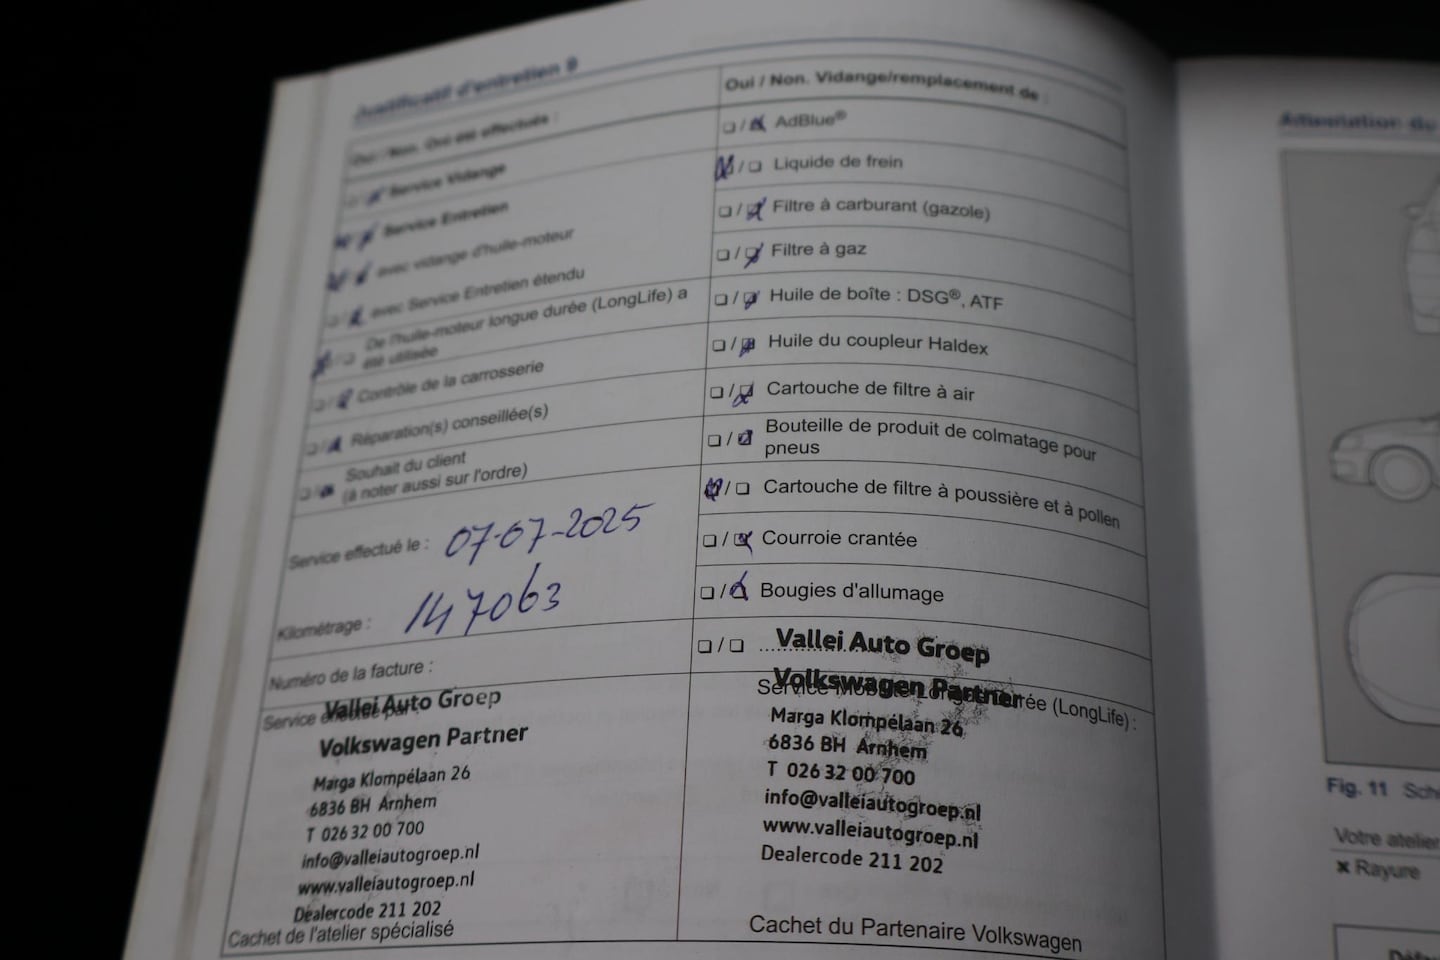 Justificatif d'entretien 9
Oui / Non. Ont été effectués :
Service Vidange
Service Entretien
avec vidange d'huile-moteur
avec Service Entretien étendu
De l'huile-moteur longue durée (LongLife) a
été utilisée
Contrôle de la carrosserie
Réparation(s) conseillée(s)
Souhait du client
(à noter aussi sur l'ordre)
Service effectué le : 07-07-2025
Kilométrage : 147063
Numéro de la facture :
Service effectué par :
Vallei Auto Groep
Volkswagen Partner
Marga Klompélaan 26
6836 BH Arnhem
T 026 32 00 700
info@valleiautogroep.nl
www.valleiautogroep.nl
Dealercode 211 202
Cachet de l'atelier spécialisé
Oui / Non. Vidange/remplacement de :
AdBlue®
Liquide de frein
Filtre à carburant (gazole)
Filtre à gaz
Huile de boîte : DSG®, ATF
Huile du coupleur Haldex
Cartouche de filtre à air
Bouteille de produit de colmatage pour
pneus
Cartouche de filtre à poussière et à pollen
Courroie crantée
Bougies d'allumage
Vallei Auto Groep
Volkswagen Partner
Service (LongLife) :
Marga Klompélaan 26
6836 BH Arnhem
T 026 32 00 700
info@valleiautogroep.nl
www.valleiautogroep.nl
Dealercode 211 202
Cachet du Partenaire Volkswagen
Attestation du
Fig. 11
Votre atelier
Rayure